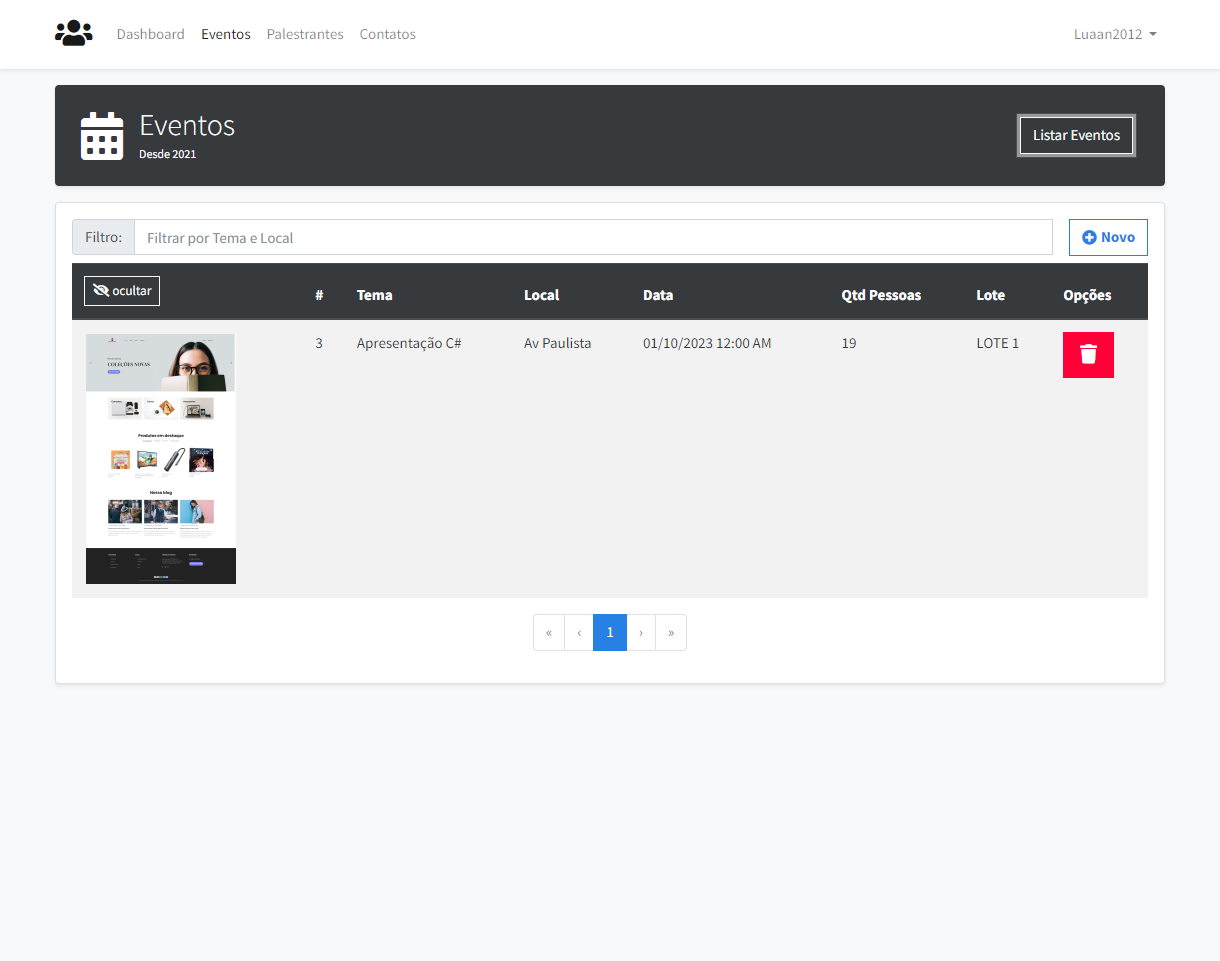 Dashboard Eventos Palestrantes Contatos Luaan2012
Eventos
Desde 2021
Listar Eventos
Filtro: Filtrar por Tema e Local
Novo
ocultar # Tema Local Data Qtd Pessoas Lote Opções
3 Apresentação C# Av Paulista 01/10/2023 12:00 AM 19 LOTE 1
COLEÇÕES NOVAS
Produtos em destaque
Nosso blog
« ‹ 1 › »